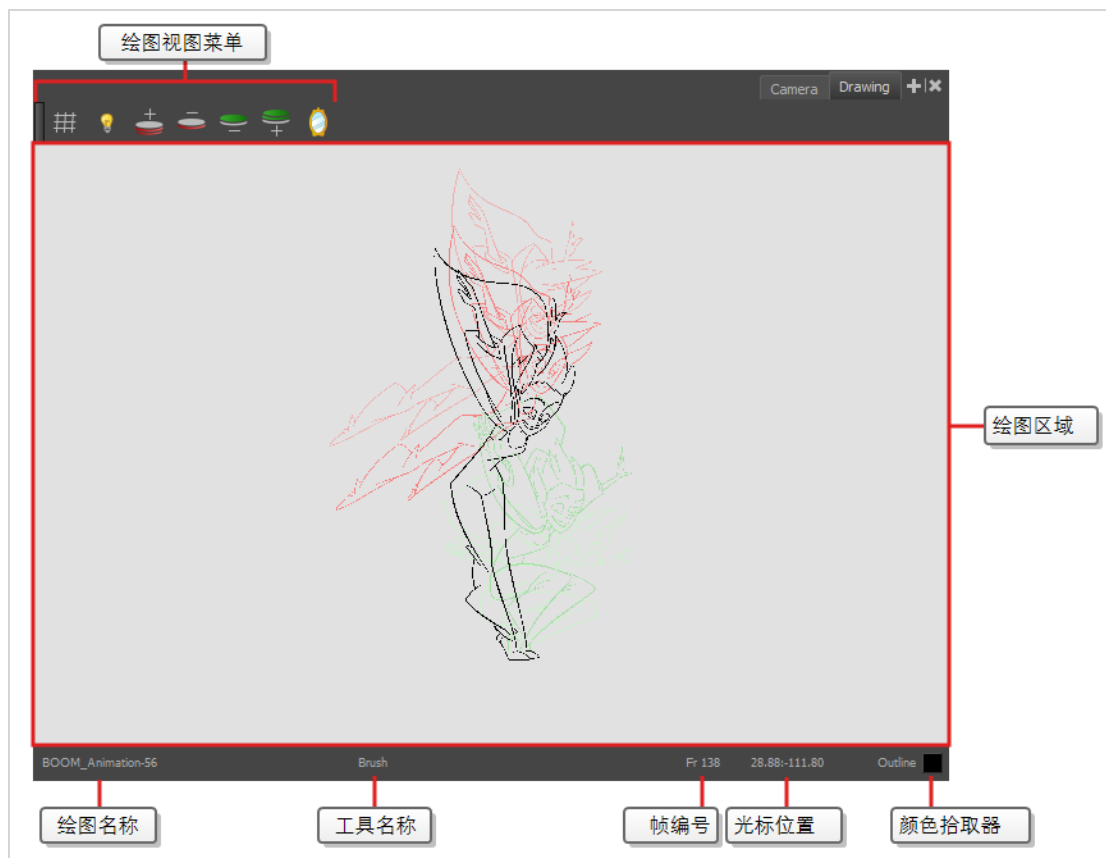 绘图视图菜单
Camera
Drawing
绘图区域
BOOM_Animation-56
Brush
Fr 138
28.88:-111.80
Outline
绘图名称
工具名称
帧编号
光标位置
颜色拾取器